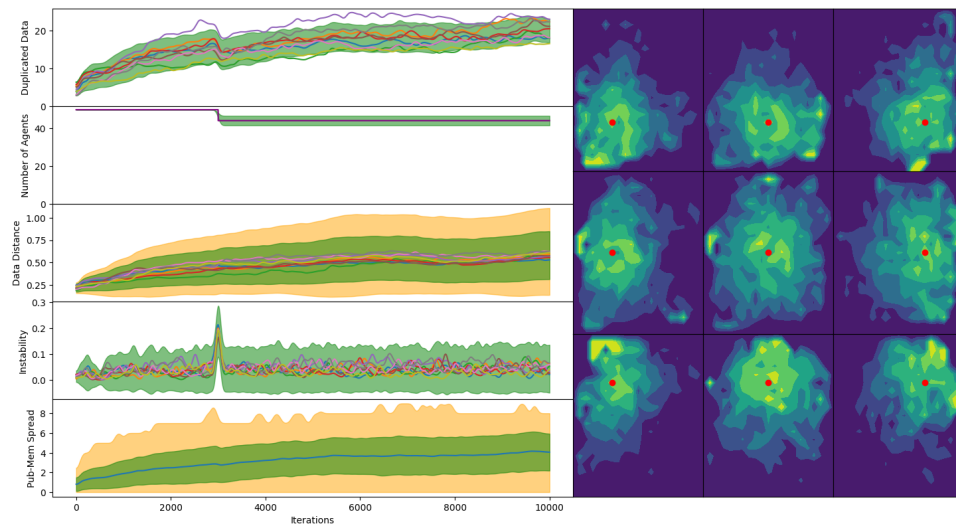 Duplicated Data
20
10
0
Number of Agents
40
20
0
Data Distance
1.00
0.75
0.50
0.25
Instability
0.3
0.2
0.1
0.0
Pub-Mem Spread
8
6
4
2
0
0 2000 4000 6000 8000 10000
Iterations